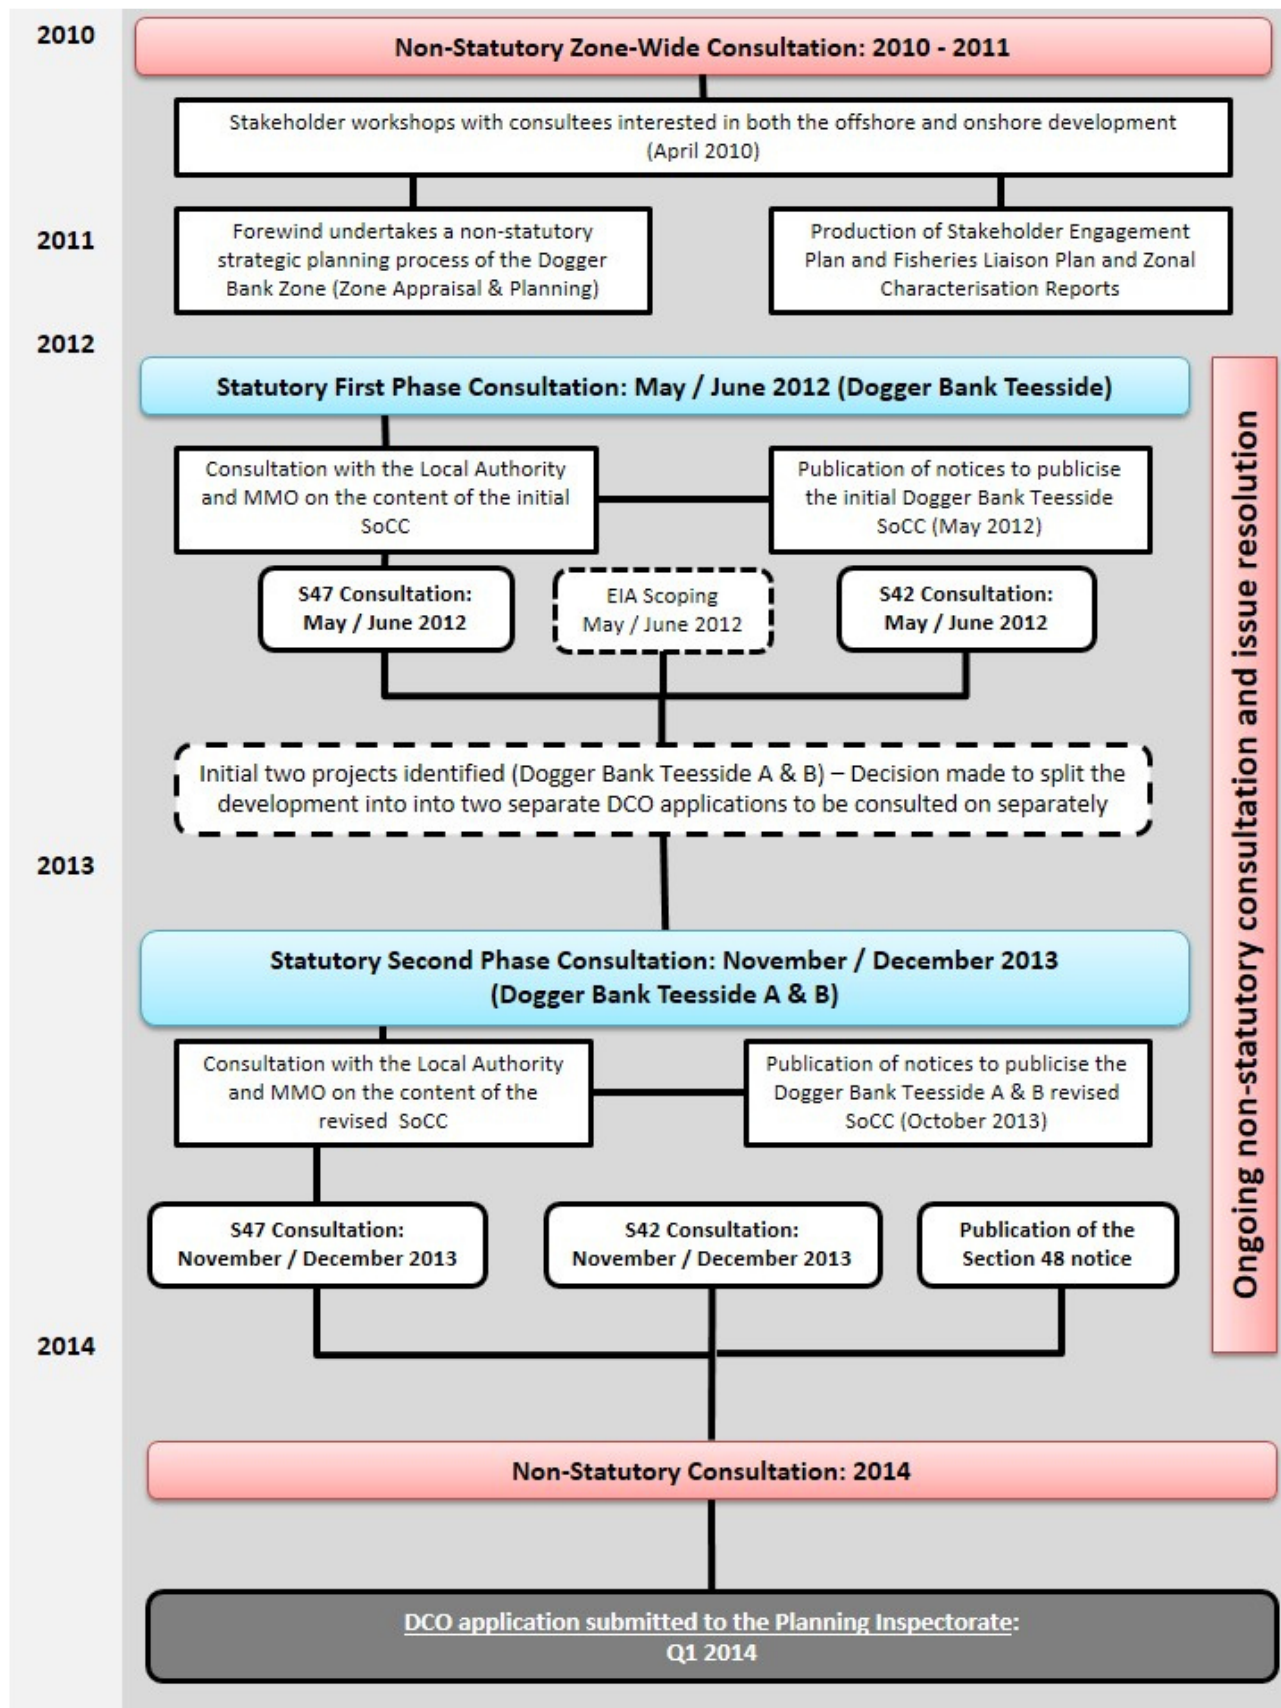 2010
Non-Statutory Zone-Wide Consultation: 2010 - 2011
Stakeholder workshops with consultees interested in both the offshore and onshore development
(April 2010)
2011
Forewind undertakes a non-statutory
strategic planning process of the Dogger
Bank Zone (Zone Appraisal & Planning)
Production of Stakeholder Engagement
Plan and Fisheries Liaison Plan and Zonal
Characterisation Reports
2012
Statutory First Phase Consultation: May / June 2012 (Dogger Bank Teesside)
Consultation with the Local Authority
and MMO on the content of the initial
SoCC
Publication of notices to publicise
the initial Dogger Bank Teesside
SoCC (May 2012)
S47 Consultation:
May / June 2012
EIA Scoping
May / June 2012
S42 Consultation:
May / June 2012
Initial two projects identified (Dogger Bank Teesside A & B) – Decision made to split the
development into into two separate DCO applications to be consulted on separately
2013
Statutory Second Phase Consultation: November / December 2013
(Dogger Bank Teesside A & B)
Consultation with the Local Authority
and MMO on the content of the
revised SoCC
Publication of notices to publicise the
Dogger Bank Teesside A & B revised
SoCC (October 2013)
S47 Consultation:
November / December 2013
S42 Consultation:
November / December 2013
Publication of the
Section 48 notice
Ongoing non-statutory consultation and issue resolution
2014
Non-Statutory Consultation: 2014
DCO application submitted to the Planning Inspectorate:
Q1 2014